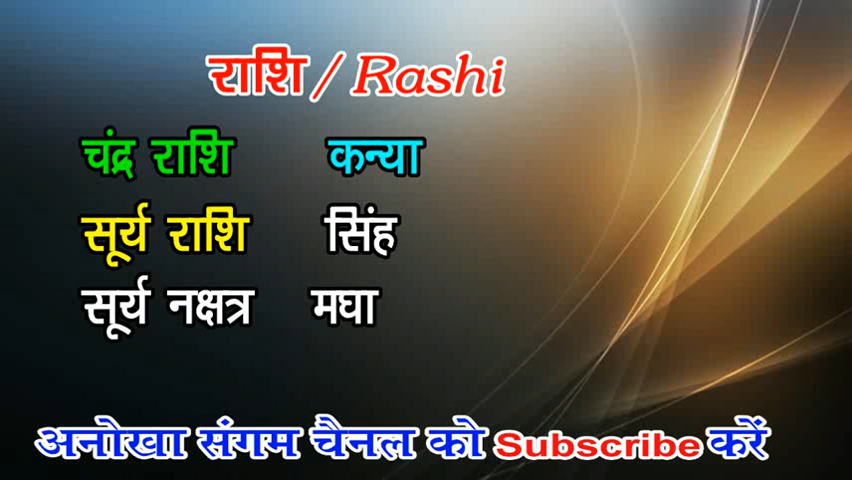 राशि / Rashi
चंद्र राशि कन्या
सूर्य राशि सिंह
सूर्य नक्षत्र मघा
अनोखा संगम चैनल को Subscribe करें